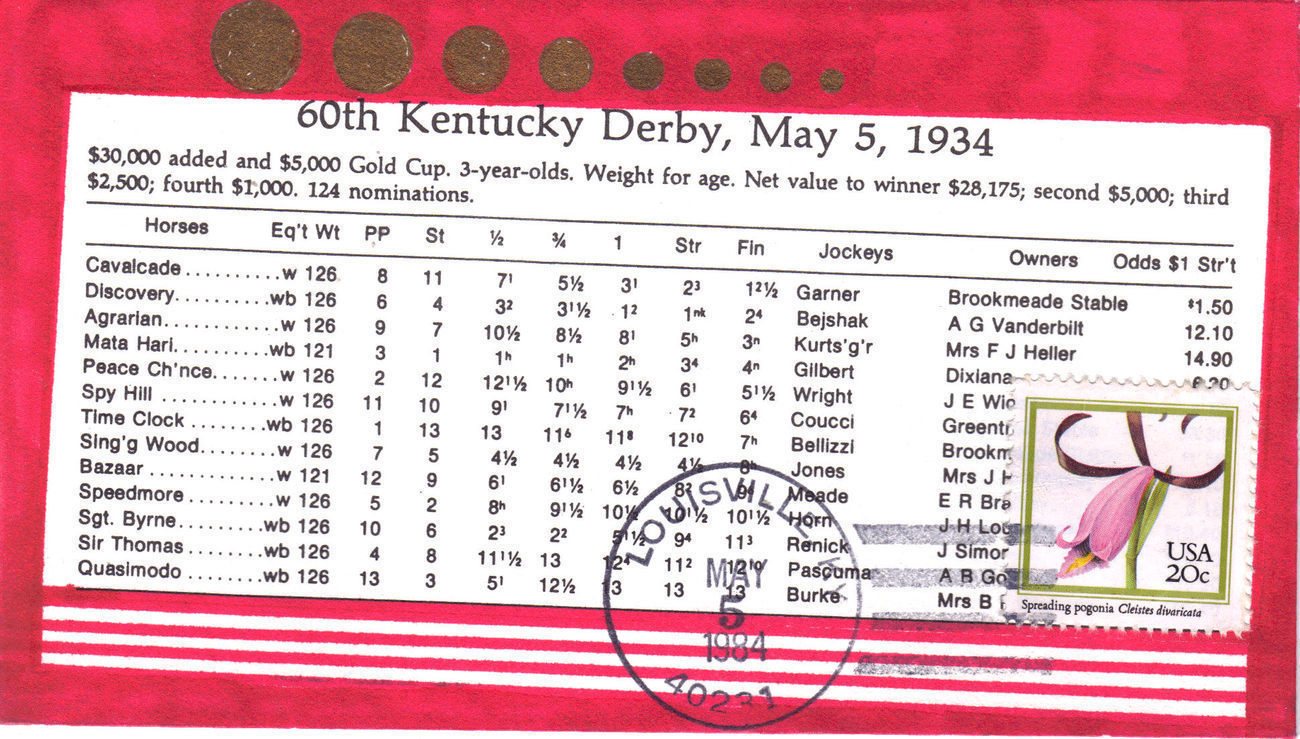 60th Kentucky Derby, May 5, 1934
$30,000 added and $5,000 Gold Cup. 3-year-olds. Weight for age. Net value to winner $28,175; second $5,000; third
$2,500; fourth $1,000. 124 nominations.
Horses Eq't Wt PP St ½ ¾ 1 Str Fin Jockeys Owners Odds $1 Str't
Cavalcade..........w 126 8 11 7¹ 5½ 3¹ 2³ 1²½ Garner Brookmeade Stable $1.50
Discovery..........wb 126 6 4 3² 3¹½ 1² 1ⁿᵏ 2⁴ Bejshak A G Vanderbilt 12.10
Agrarian............w 126 9 7 10½ 8½ 8¹ 5ʰ 3ⁿ Kurts'g'r Mrs F J Heller 14.90
Mata Hari..........wb 121 3 1 1ʰ 1ʰ 2ʰ 3⁴ 4ⁿ Gilbert Dixiana
Peace Ch'nce.......w 126 2 12 12¹½ 10ʰ 9¹½ 6¹ 5¹½ Wright J E
Spy Hill............w 126 11 10 9¹ 7¹½ 7ʰ 7² 6⁴ Coucci
Time Clock........wb 126 1 13 13 11⁶ 11⁸ 12¹⁰ 7ʰ Bellizzi
Sing'g Wood........w 126 7 5 4½ 4½ 4½ 4½ 8ʰ Jones Mrs J
Bazaar.............w 121 12 9 6¹ 6¹½ 6½ 8² Meade E R
Speedmore..........w 126 5 2 8ʰ 9¹½ 10½ 10¹½ 10¹½ Horn J H
Sgt. Byrne.........wb 126 10 6 2³ 2² 5¹½ 9⁴ 11³ Renick J
Sir Thomas........wb 126 4 8 11¹½ 13 12⁴ 11² 12¹⁰ Pascuma A B
Quasimodo........wb 126 13 3 5¹ 12½ 13 13 13 Burke Mrs B
LOUISVILLE KY
MAY
5
1984
40231
USA
20c
Spreading pogonia Cleistes divaricata